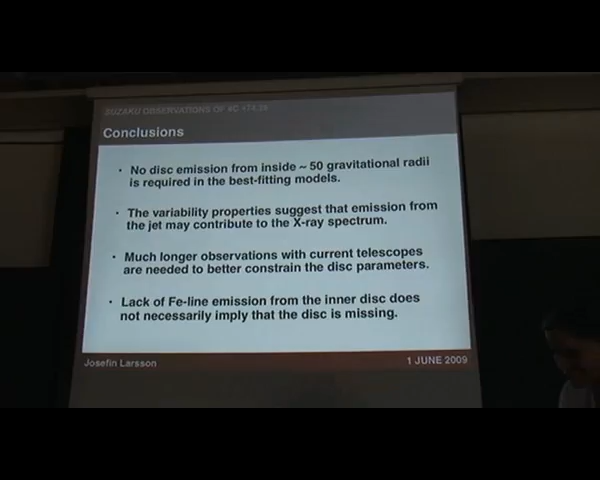 SUZAKU OBSERVATIONS OF 4C +74.26
Conclusions
· No disc emission from inside ~ 50 gravitational radii
is required in the best-fitting models.
· The variability properties suggest that emission from
the jet may contribute to the X-ray spectrum.
· Much longer observations with current telescopes
are needed to better constrain the disc parameters.
· Lack of Fe-line emission from the inner disc does
not necessarily imply that the disc is missing.
Josefin Larsson
1 JUNE 2009